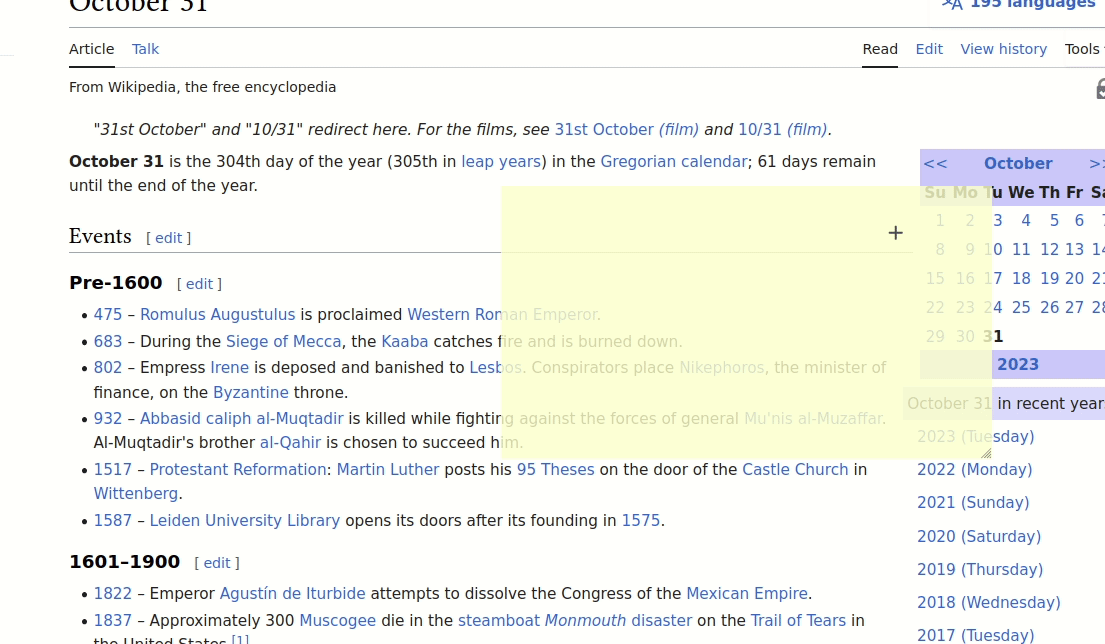 October 31
195 languages
Article Talk Read Edit View history Tools
From Wikipedia, the free encyclopedia
"31st October" and "10/31" redirect here. For the films, see 31st October (film) and 10/31 (film).
October 31 is the 304th day of the year (305th in leap years) in the Gregorian calendar; 61 days remain
until the end of the year.
Events [ edit ]
Pre-1600 [ edit ]
• 475 – Romulus Augustulus is proclaimed Western Roman Emperor.
• 683 – During the Siege of Mecca, the Kaaba catches fire and is burned down.
• 802 – Empress Irene is deposed and banished to Lesbos. Conspirators place Nikephoros, the minister of
finance, on the Byzantine throne.
• 932 – Abbasid caliph al-Muqtadir is killed while fighting against the forces of general Mu'nis al-Muzaffar.
Al-Muqtadir's brother al-Qahir is chosen to succeed him.
• 1517 – Protestant Reformation: Martin Luther posts his 95 Theses on the door of the Castle Church in
Wittenberg.
• 1587 – Leiden University Library opens its doors after its founding in 1575.
1601–1900 [ edit ]
• 1822 – Emperor Agustín de Iturbide attempts to dissolve the Congress of the Mexican Empire.
• 1837 – Approximately 300 Muscogee die in the steamboat Monmouth disaster on the Trail of Tears in
the United States.[1]
<< October >>
Su Mo Tu We Th Fr Sa
1 2 3 4 5 6 7
8 9 10 11 12 13 14
15 16 17 18 19 20 21
22 23 24 25 26 27 28
29 30 31
2023
October 31 in recent year
2023 (Tuesday)
2022 (Monday)
2021 (Sunday)
2020 (Saturday)
2019 (Thursday)
2018 (Wednesday)
2017 (Tuesday)